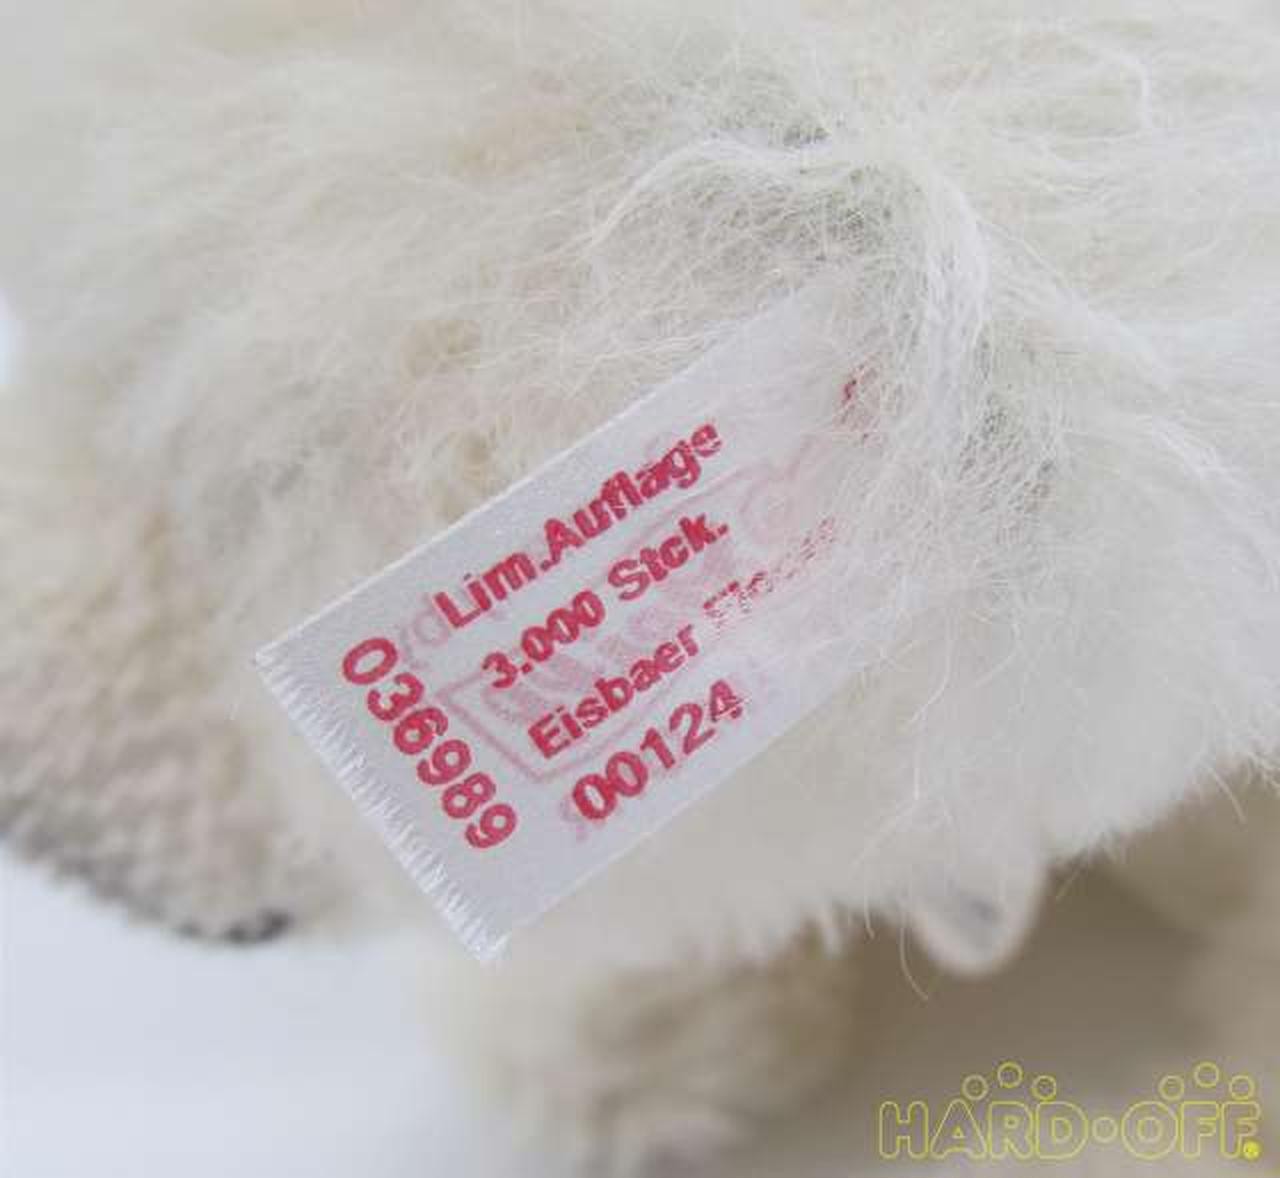 Lim.Auflage
3.000 Stck.
Eisbaer
00124
036989
HARD•OFF